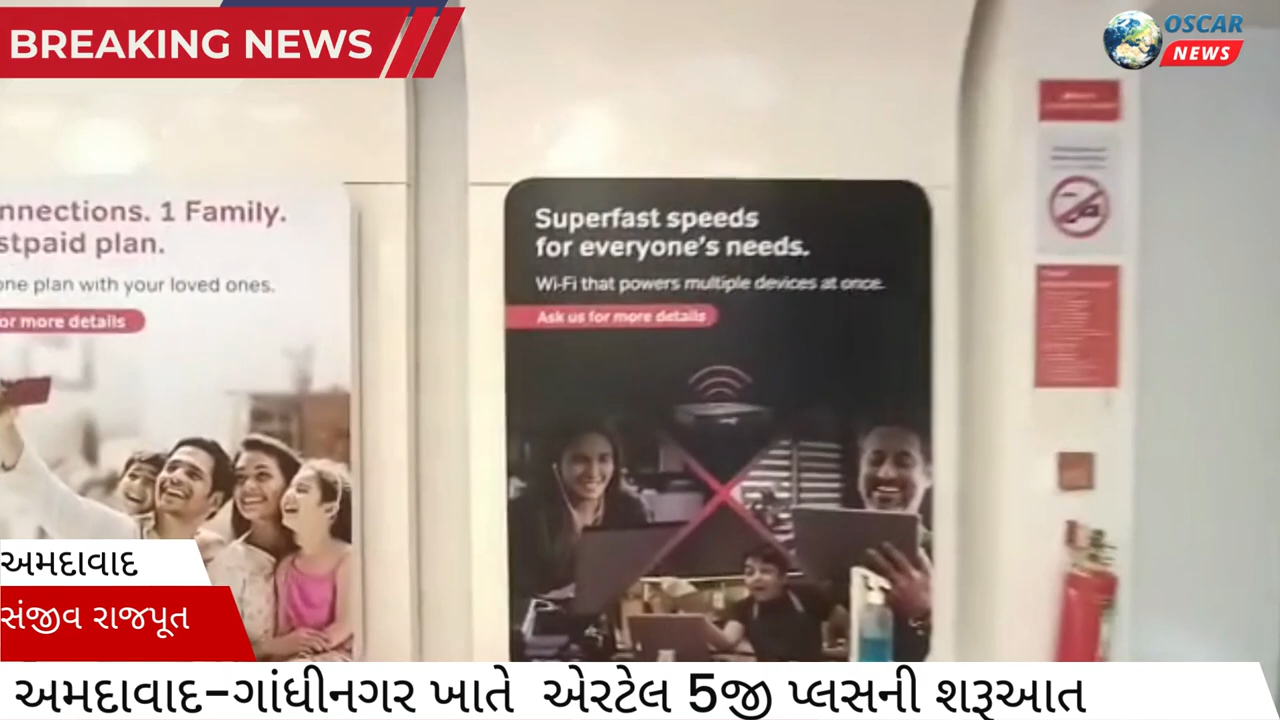 BREAKING NEWS
OSCAR
NEWS
nnections. 1 Family.
stpaid plan.
one plan with your loved ones.
or more details
Superfast speeds
for everyone's needs.
Wi-Fi that powers multiple devices at once.
Ask us for more details
અમદાવાદ
સંજીવ રાજપૂત
અમદાવાદ-ગાંધીનગર ખાતે એરટેલ 5જી પ્લસની શરૂઆત